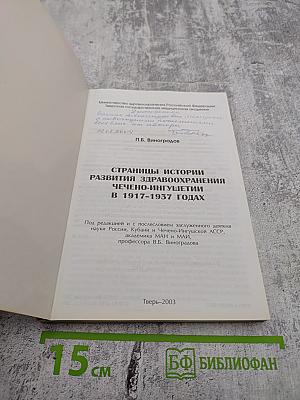 Министерство здравоохранения Российской Федерации
Тверская государственная медицинская академия
П.Б. Виноградов
СТРАНИЦЫ ИСТОРИИ
РАЗВИТИЯ ЗДРАВООХРАНЕНИЯ
ЧЕЧЕНО-ИНГУШЕТИИ
В 1917-1937 ГОДАХ
Под редакцией и с послесловием заслуженного деятеля
науки России, Кубани и Чечено-Ингушской АССР,
академика МАН и МАИ,
профессора В.Б. Виноградова
Тверь-2003
15 см
БФ БИБЛИОФАН